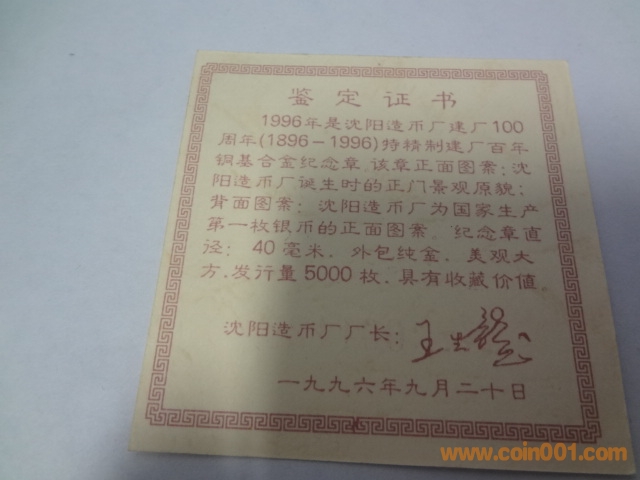 鉴定证书
1996年是沈阳造币厂建厂100
周年(1896-1996)特精制建厂百年
铜基合金纪念章.该章正面图案:沈
阳造币厂诞生时的正门景观原貌;
背面图案:沈阳造币厂为国家生产
第一枚银币的正面图案.纪念章直
径:40毫米.外包纯金.美观大
方.发行量5000枚.具有收藏价值。
沈阳造币厂厂长:
一九九六年九月二十日
www.coin001.com